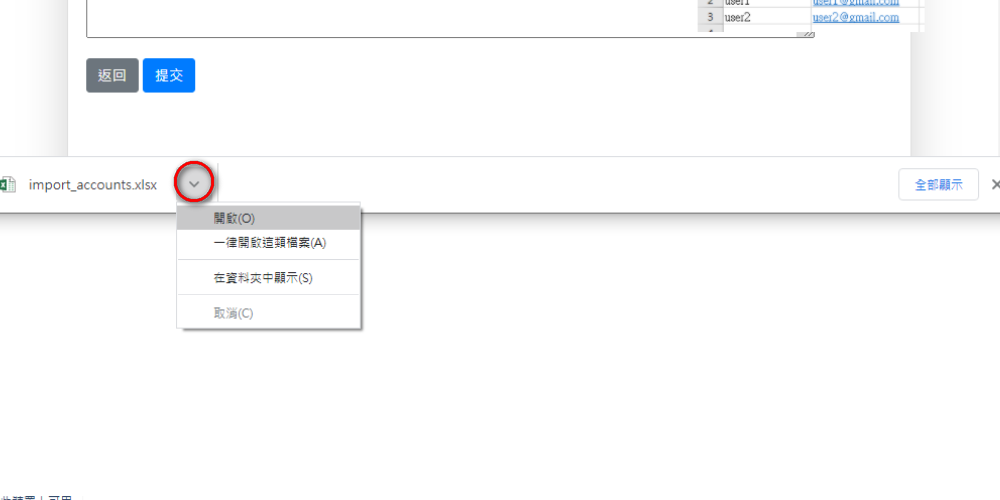 2 user1 user1@gmail.com
3 user2 user2@gmail.com
返回 提交
import_accounts.xlsx
全部顯示
開啟(O)
一律開啟這類檔案(A)
在資料夾中顯示(S)
取消(C)